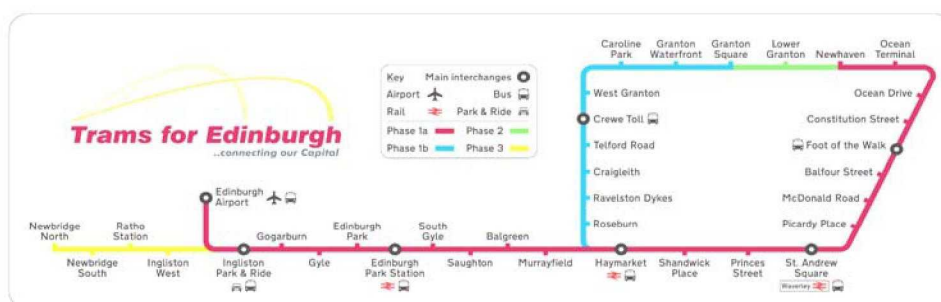 Trams for Edinburgh
...connecting our Capital
Key Main interchanges
Airport Bus
Rail Park & Ride
Phase 1a Phase 2
Phase 1b Phase 3
Caroline
Park
Granton
Waterfront
Granton
Square
Lower
Granton
Newhaven
Ocean
Terminal
West Granton
Crewe Toll
Telford Road
Craigleith
Ravelston Dykes
Roseburn
Ocean Drive
Constitution Street
Foot of the Walk
Balfour Street
McDonald Road
Picardy Place
Edinburgh
Airport
Newbridge
North
Newbridge
South
Ratho
Station
Ingliston
West
Ingliston
Park & Ride
Gogarburn
Gyle
Edinburgh
Park
Edinburgh
Park Station
South
Gyle
Saughton
Balgreen
Murrayfield
Haymarket
Shandwick
Place
Princes
Street
St. Andrew
Square
Waverley